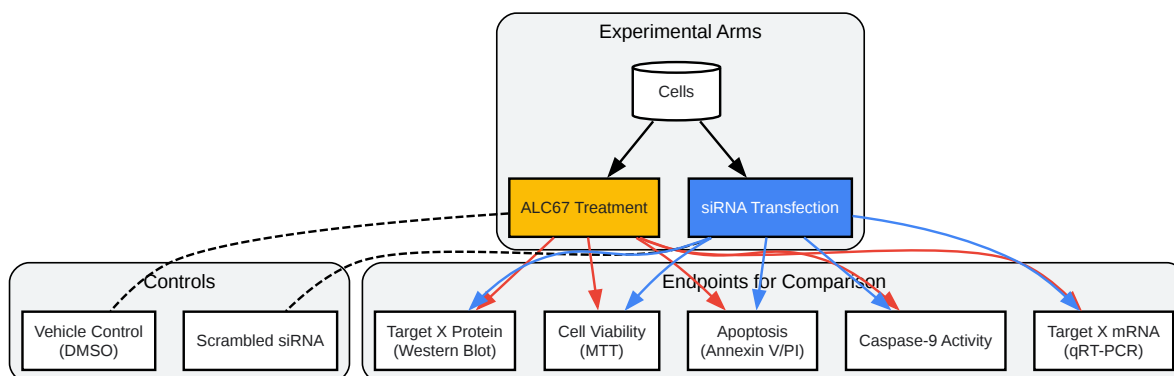 Experimental Arms
Cells
ALC67 Treatment
siRNA Transfection
Controls
Endpoints for Comparison
Vehicle Control
(DMSO)
Scrambled siRNA
Target X Protein
(Western Blot)
Cell Viability
(MTT)
Apoptosis
(Annexin V/PI)
Caspase-9 Activity
Target X mRNA
(qRT-PCR)